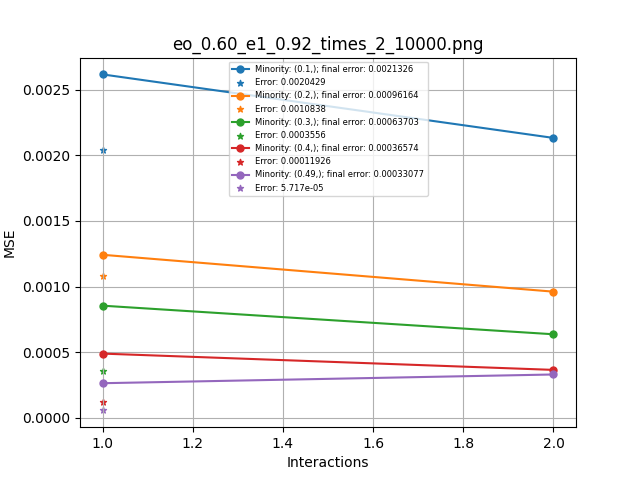 eo_0.60_e1_0.92_times_2_10000.png
Minority: (0.1,); final error: 0.0021326
Error: 0.0020429
Minority: (0.2,); final error: 0.00096164
Error: 0.0010838
Minority: (0.3,); final error: 0.00063703
Error: 0.0003556
Minority: (0.4,); final error: 0.00036574
Error: 0.00011926
Minority: (0.49,); final error: 0.00033077
Error: 5.717e-05
0.0025
0.0020
0.0015
0.0010
0.0005
0.0000
MSE
1.0 1.2 1.4 1.6 1.8 2.0
Interactions